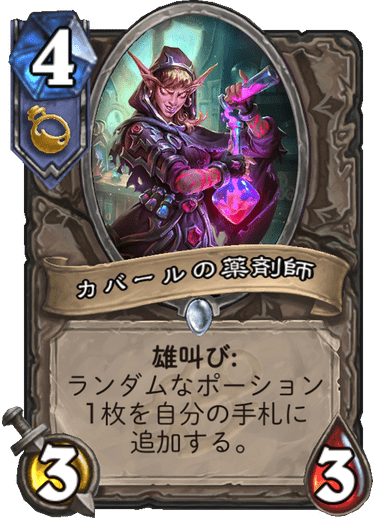 4
カバールの薬剤師
雄叫び:
ランダムなポーション
1枚を自分の手札に
追加する。
3
3